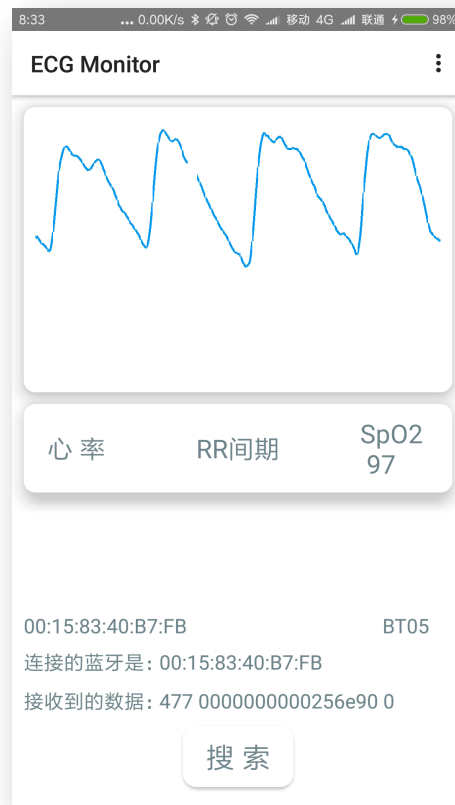 8:33 ... 0.00K/s 移动 4G 联通 98%
ECG Monitor
心 率 RR间期 SpO2
97
00:15:83:40:B7:FB BT05
连接的蓝牙是：00:15:83:40:B7:FB
接收到的数据：477 0000000000256e90 0
搜 索